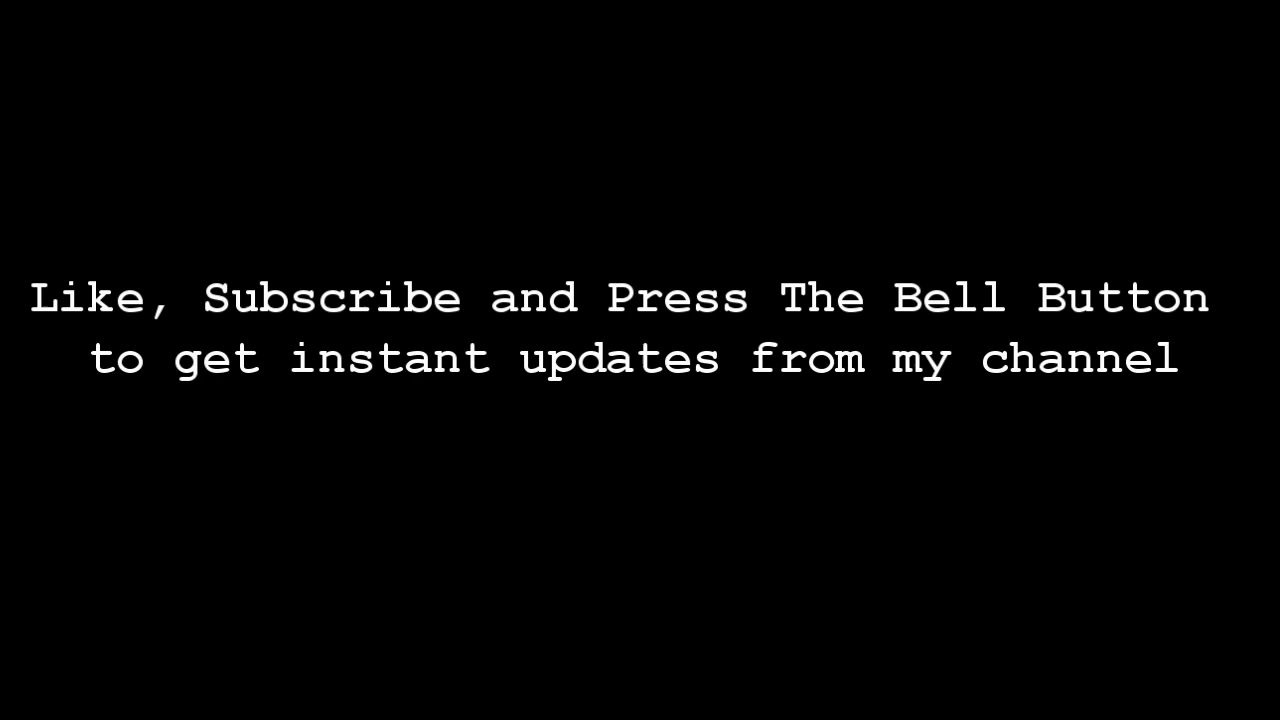 Like, Subscribe and Press The Bell Button
to get instant updates from my channel